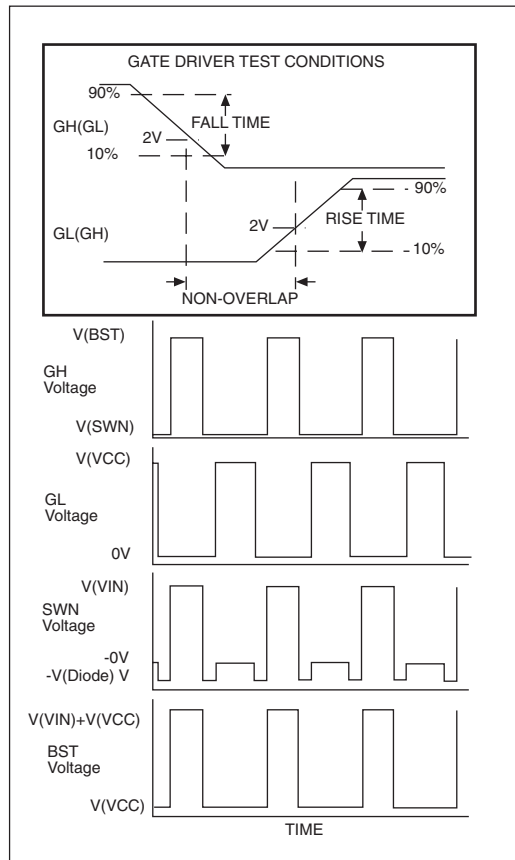 GATE DRIVER TEST CONDITIONS
90%
FALL TIME
GH(GL)
2V
10%
90%
RISE TIME
2V
GL(GH)
10%
NON-OVERLAP
V(BST)
GH
Voltage
V(SWN)
V(VCC)
GL
Voltage
0V
V(VIN)
SWN
Voltage
-0V
-V(Diode) V
V(VIN)+V(VCC)
BST
Voltage
V(VCC)
TIME